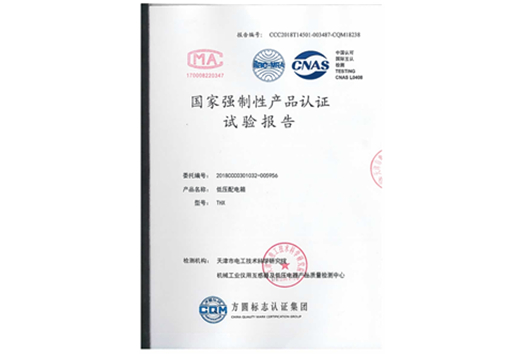 报告编号: CCC2018T14501-003487-CQM18238
MA
170008220347
ilac-MRA
CNAS
中国认可
国际互认
检测
TESTING
CNAS L0408
国家强制性产品认证
试验报告
委托编号: 2018CCC0301032-000956
产品名称: 低压配电箱
型号: TNX
检测机构: 天津市电工技术科学研究院
机械工业仪用互感器及低压电器产品质量检测中心
CQM
方圆标志认证集团
CHINA QUALITY MARK CERTIFICATION GROUP